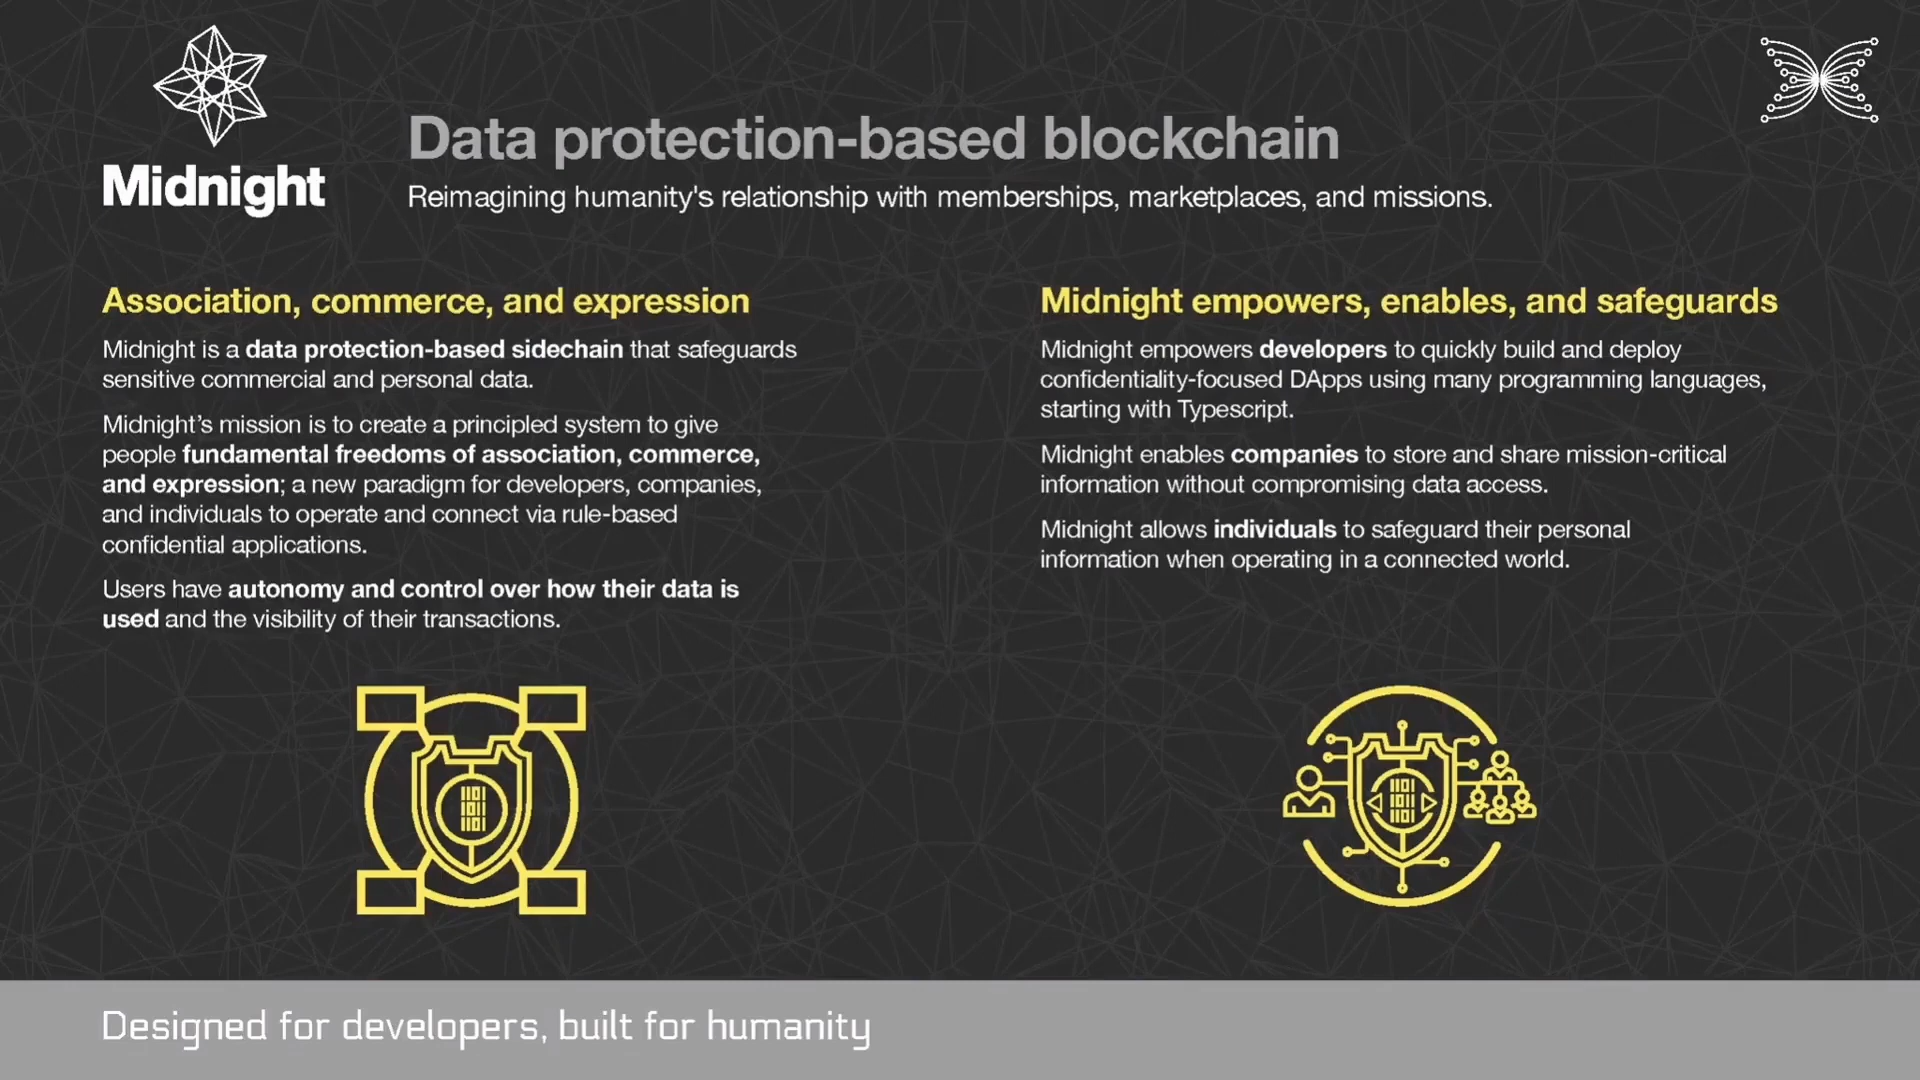 Midnight
Data protection-based blockchain
Reimagining humanity's relationship with memberships, marketplaces, and missions.
Association, commerce, and expression
Midnight is a data protection-based sidechain that safeguards
sensitive commercial and personal data.
Midnight’s mission is to create a principled system to give
people fundamental freedoms of association, commerce,
and expression; a new paradigm for developers, companies,
and individuals to operate and connect via rule-based
confidential applications.
Users have autonomy and control over how their data is
used and the visibility of their transactions.
1101
1011
1101
Midnight empowers, enables, and safeguards
Midnight empowers developers to quickly build and deploy
confidentiality-focused DApps using many programming languages,
starting with Typescript.
Midnight enables companies to store and share mission-critical
information without compromising data access.
Midnight allows individuals to safeguard their personal
information when operating in a connected world.
1101
1011
1101
Designed for developers, built for humanity